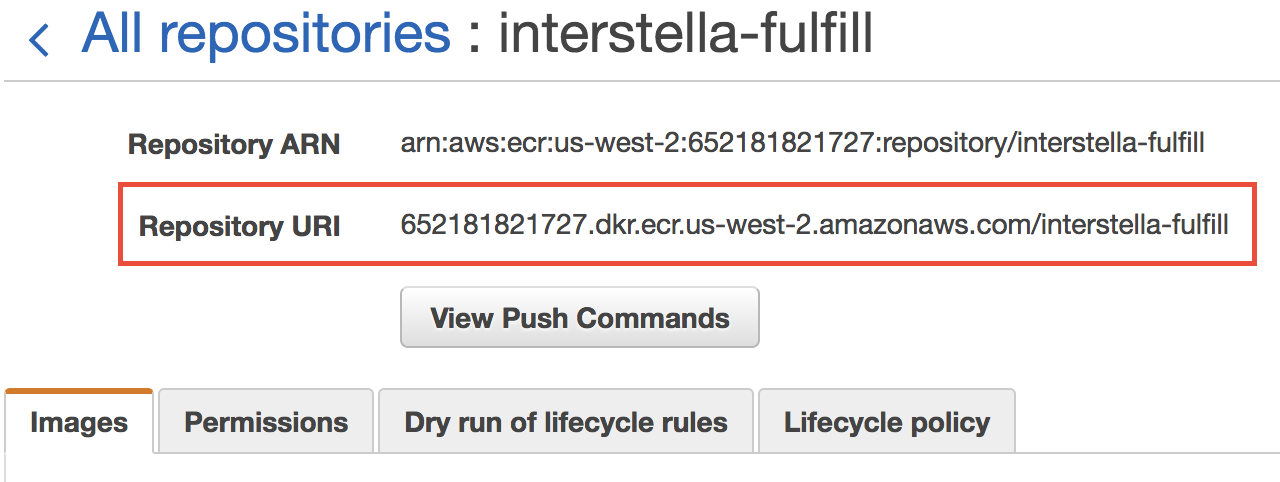 All repositories : interstella-fulfill
Repository ARN arn:aws:ecr:us-west-2:652181821727:repository/interstella-fulfill
Repository URI 652181821727.dkr.ecr.us-west-2.amazonaws.com/interstella-fulfill
View Push Commands
Images Permissions Dry run of lifecycle rules Lifecycle policy